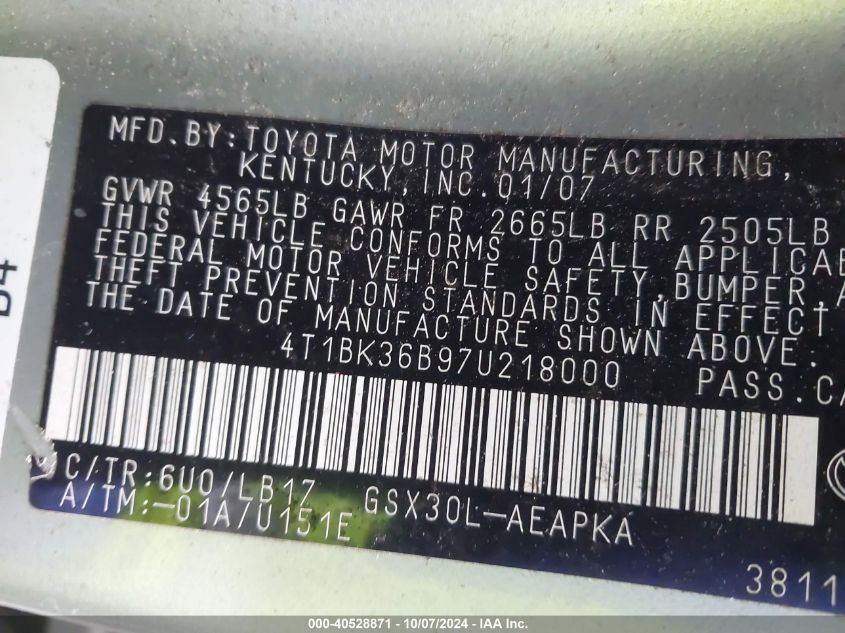 MFD.BY:TOYOTA MOTOR MANUFACTURING,
KENTUCKY,INC.01/07
GVWR 4565LB GAWR FR 2665LB RR 2505LB
THIS VEHICLE CONFORMS TO ALL APPLICAB
FEDERAL MOTOR VEHICLE SAFETY,BUMPER,A
THEFT PREVENTION STANDARDS IN EFFECT
THE DATE OF MANUFACTURE SHOWN ABOVE.
4T1BK36B97U218000 PASS.CA
C/TR:6U0/LB17 GSX30L-AEAPKA
A/TM:-01A/U151E
3811
000-40528871 - 10/07/2024 - IAA Inc.